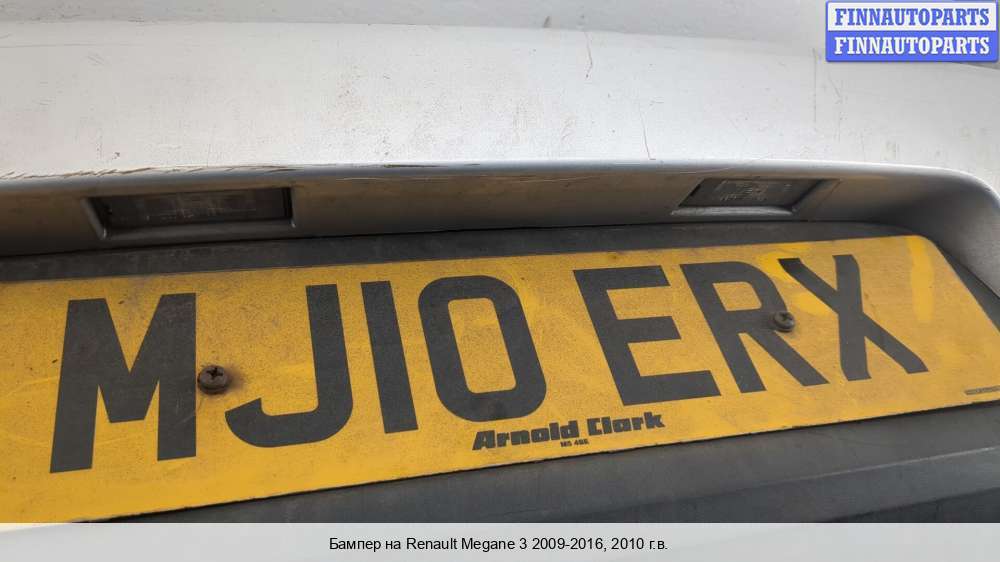 FINNAUTOPARTS
FINNAUTOPARTS
MJ10 ERX
Arnold Clark
Бампер на Renault Megane 3 2009-2016, 2010 г.в.